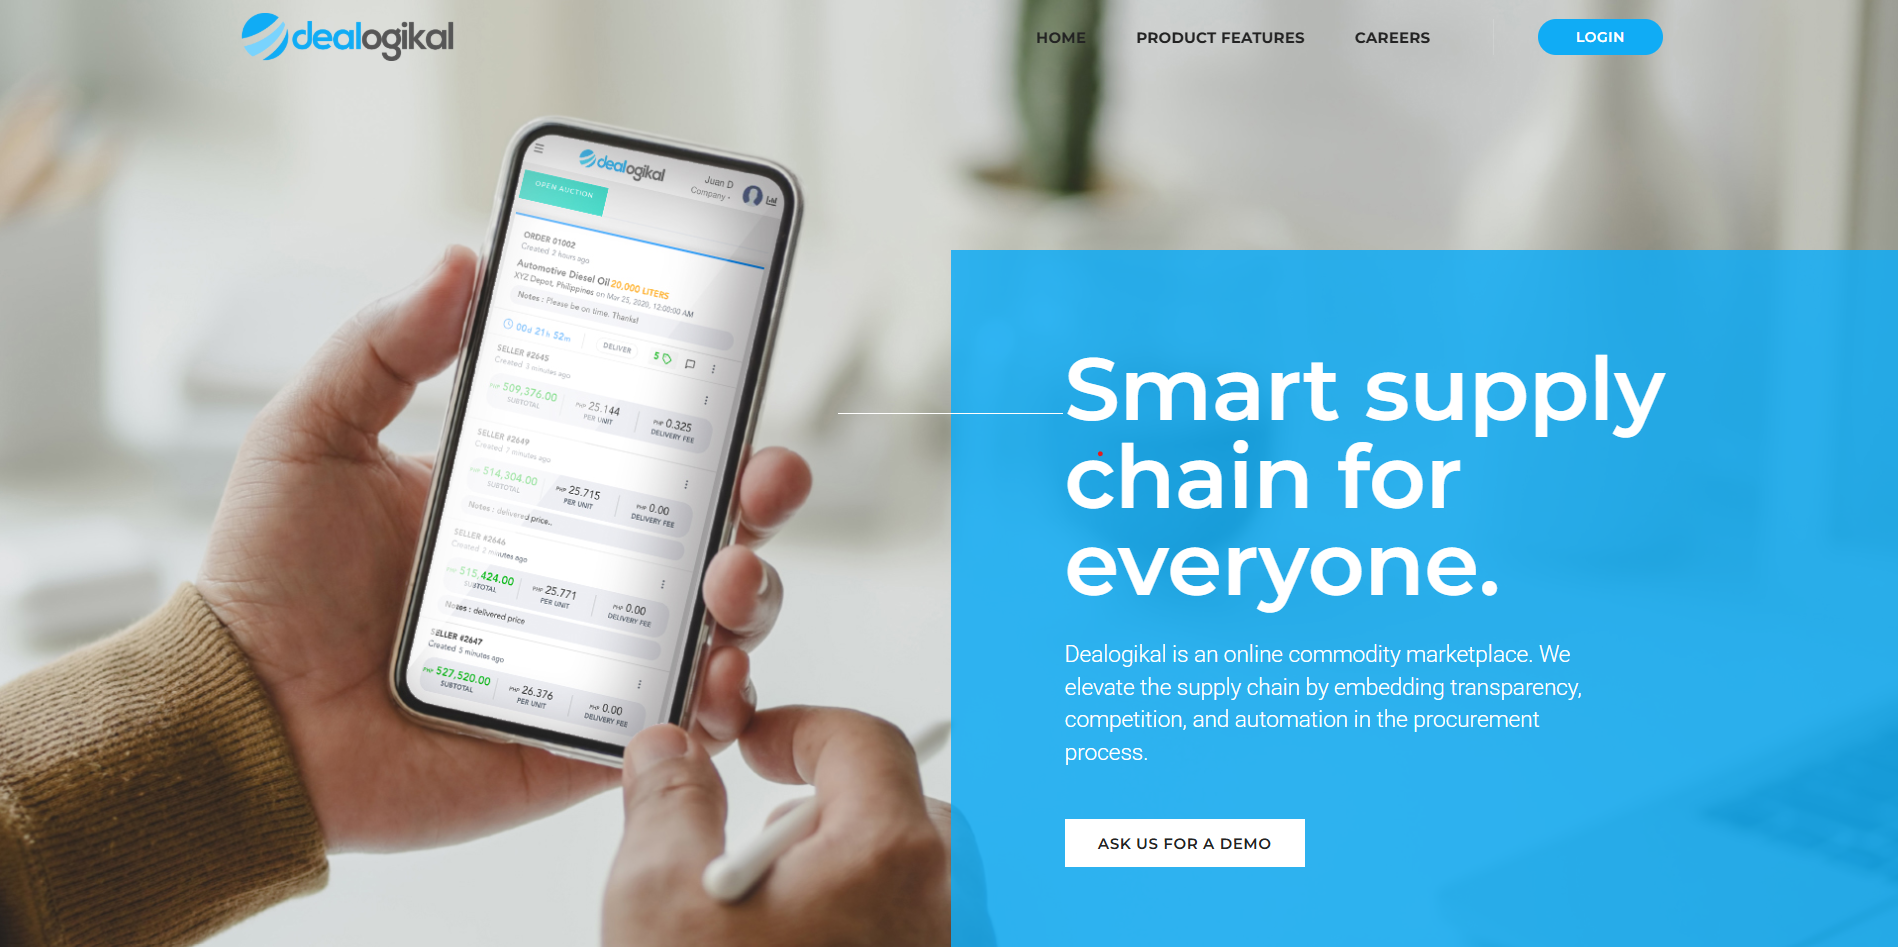 dealogikal
HOME
PRODUCT FEATURES
CAREERS
LOGIN
dealogikal
Juan D
Company
OPEN AUCTION
ORDER 01002
Created 2 hours ago
Automotive Diesel Oil 20,000 LITERS
XYZ Depot, Philippines on Mar 25, 2020, 12:00:00 AM
Notes : Please be on time. Thanks!
00d 21h 52m
DELIVER
5
SELLER #2645
Created 3 minutes ago
PHP 509,376.00 PHP 25.144 PHP 0.325
SUBTOTAL PER UNIT DELIVERY FEE
SELLER #2649
Created 7 minutes ago
PHP 514,304.00 PHP 25.715 PHP 0.00
SUBTOTAL PER UNIT DELIVERY FEE
Notes : delivered price..
SELLER #2646
Created 2 minutes ago
PHP 515,424.00 PHP 25.771 PHP 0.00
SUBTOTAL PER UNIT DELIVERY FEE
Notes : delivered price
SELLER #2647
Created 5 minutes ago
PHP 527,520.00 PHP 26.376 PHP 0.00
SUBTOTAL PER UNIT DELIVERY FEE
Smart supply
chain for
everyone.
Dealogikal is an online commodity marketplace. We
elevate the supply chain by embedding transparency,
competition, and automation in the procurement
process.
ASK US FOR A DEMO